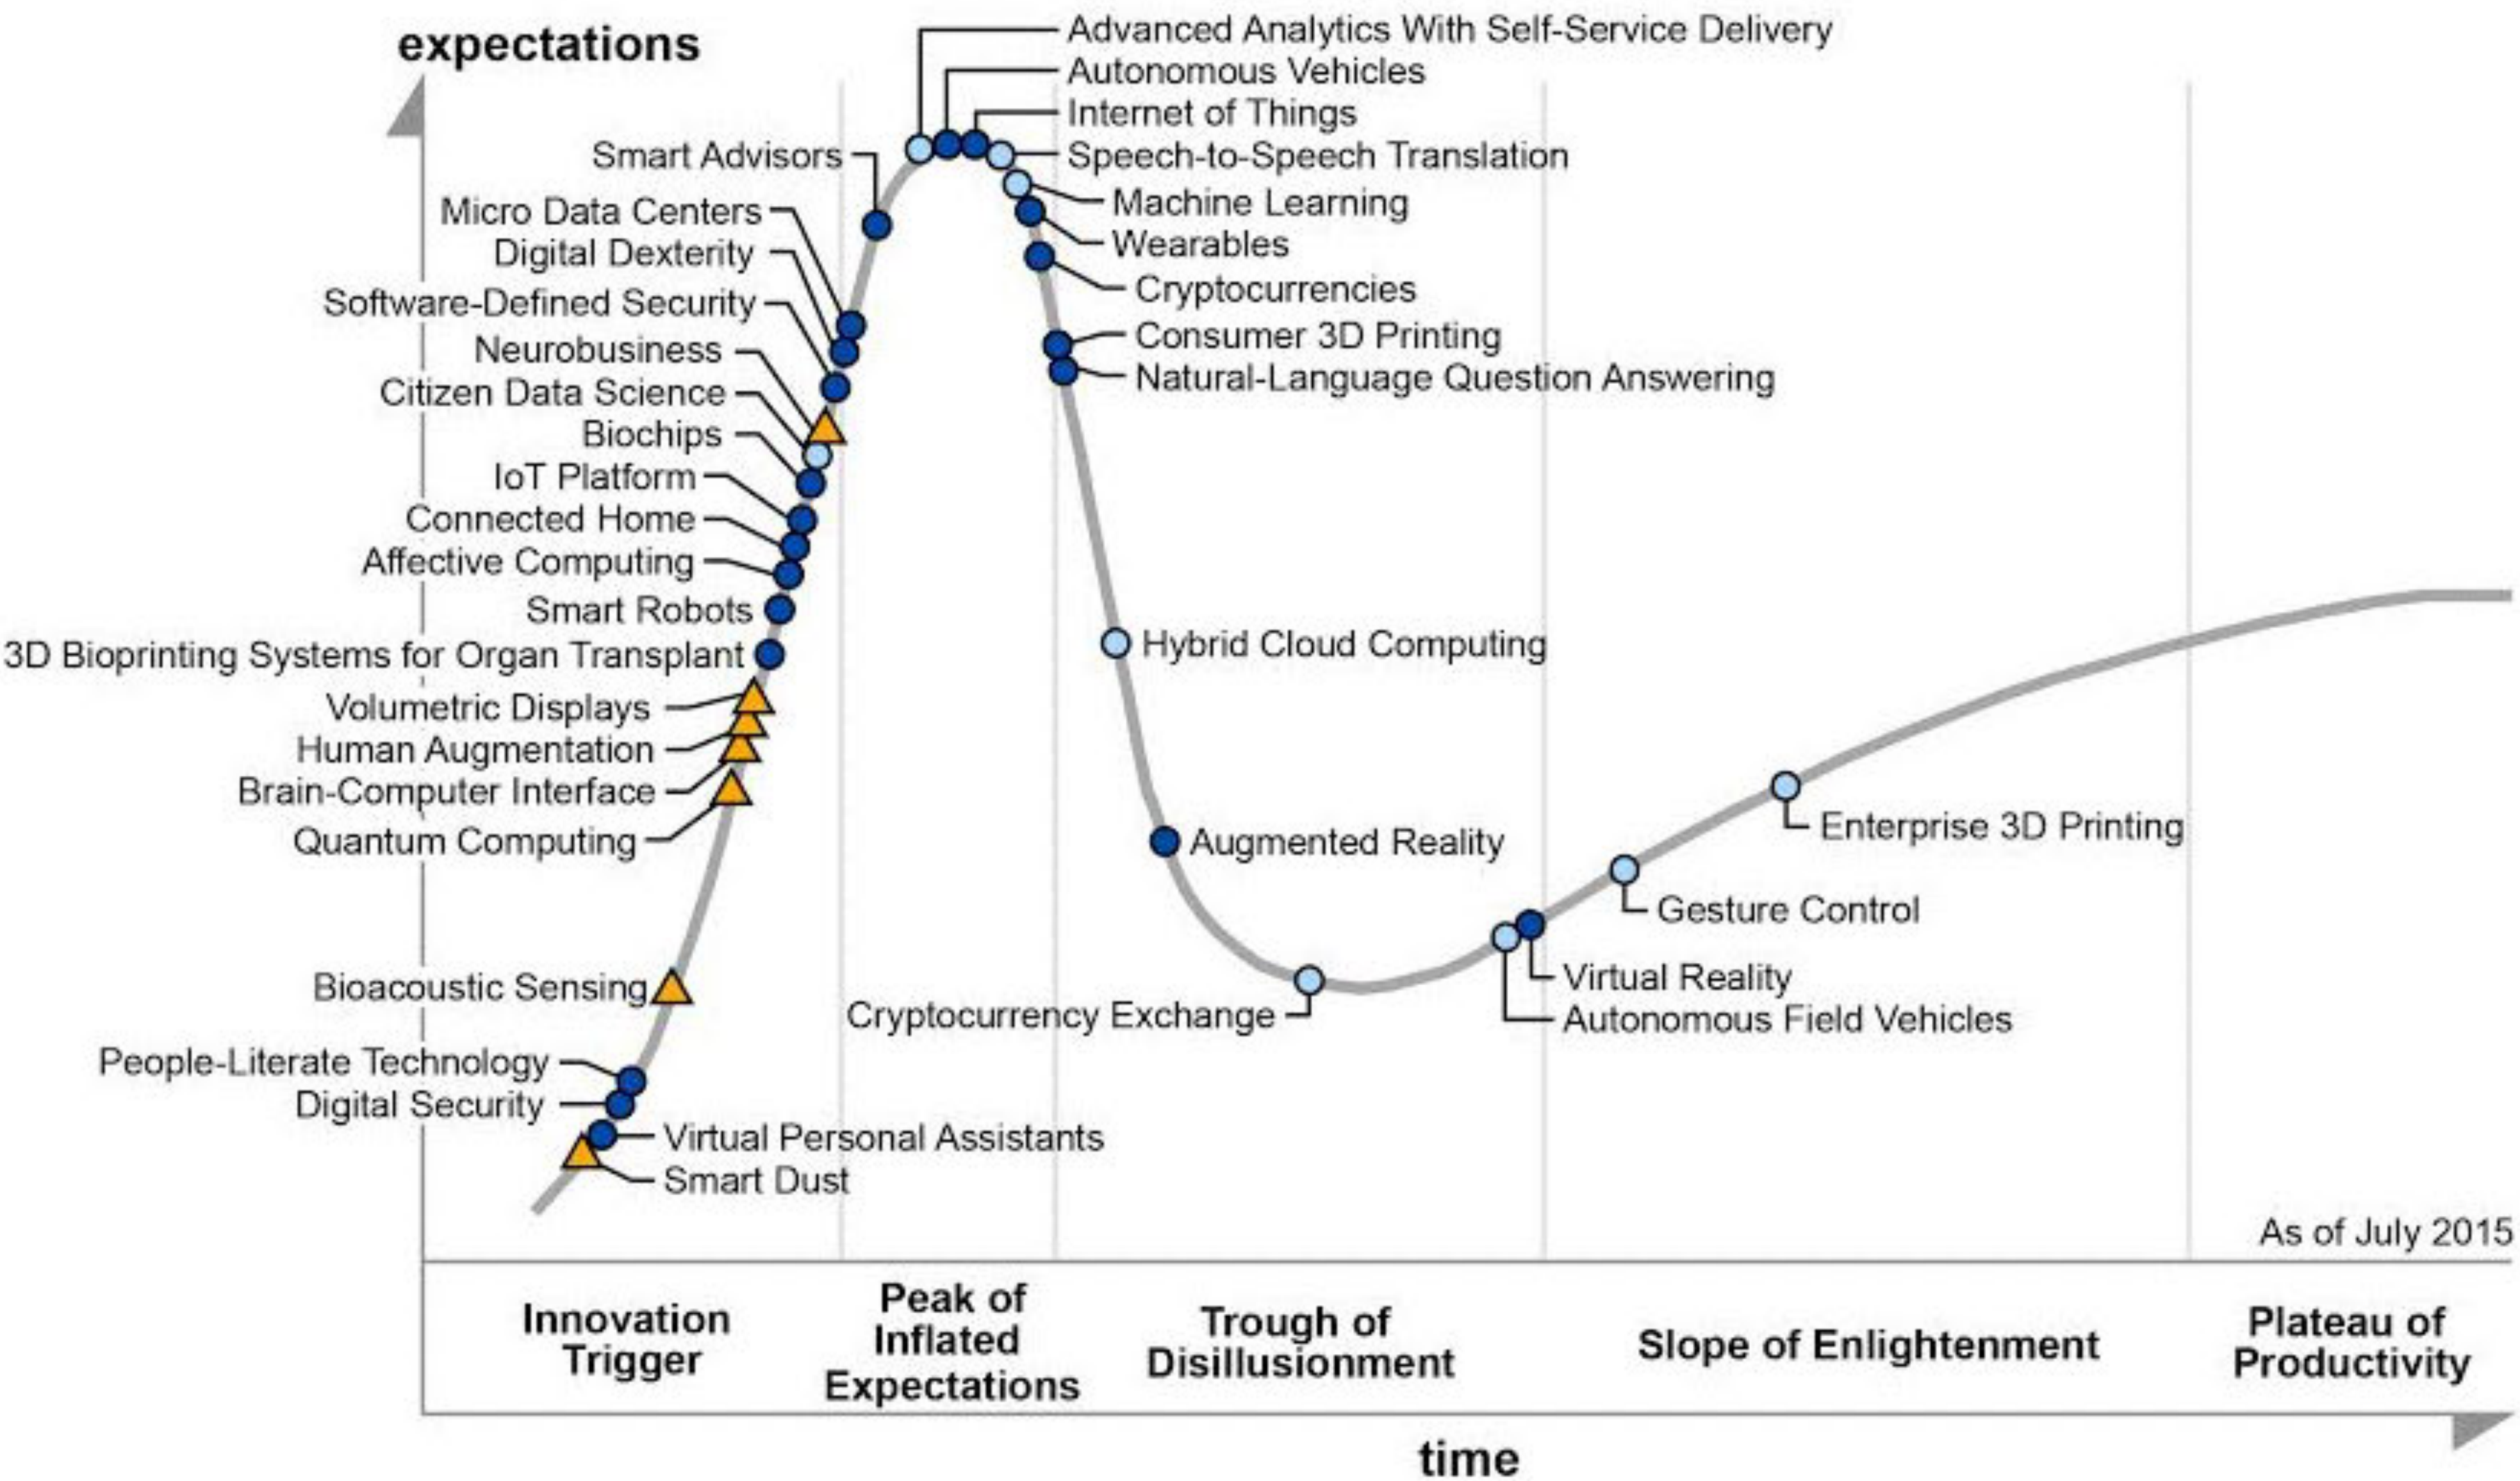 expectations
Advanced Analytics With Self-Service Delivery
Autonomous Vehicles
Internet of Things
Speech-to-Speech Translation
Machine Learning
Wearables
Cryptocurrencies
Consumer 3D Printing
Natural-Language Question Answering
Smart Advisors
Micro Data Centers
Digital Dexterity
Software-Defined Security
Neurobusiness
Citizen Data Science
Biochips
IoT Platform
Connected Home
Affective Computing
Smart Robots
3D Bioprinting Systems for Organ Transplant
Volumetric Displays
Human Augmentation
Brain-Computer Interface
Quantum Computing
Bioacoustic Sensing
People-Literate Technology
Digital Security
Virtual Personal Assistants
Smart Dust
Hybrid Cloud Computing
Augmented Reality
Cryptocurrency Exchange
Enterprise 3D Printing
Gesture Control
Virtual Reality
Autonomous Field Vehicles
As of July 2015
Innovation
Trigger
Peak of
Inflated
Expectations
Trough of
Disillusionment
Slope of Enlightenment
Plateau of
Productivity
time